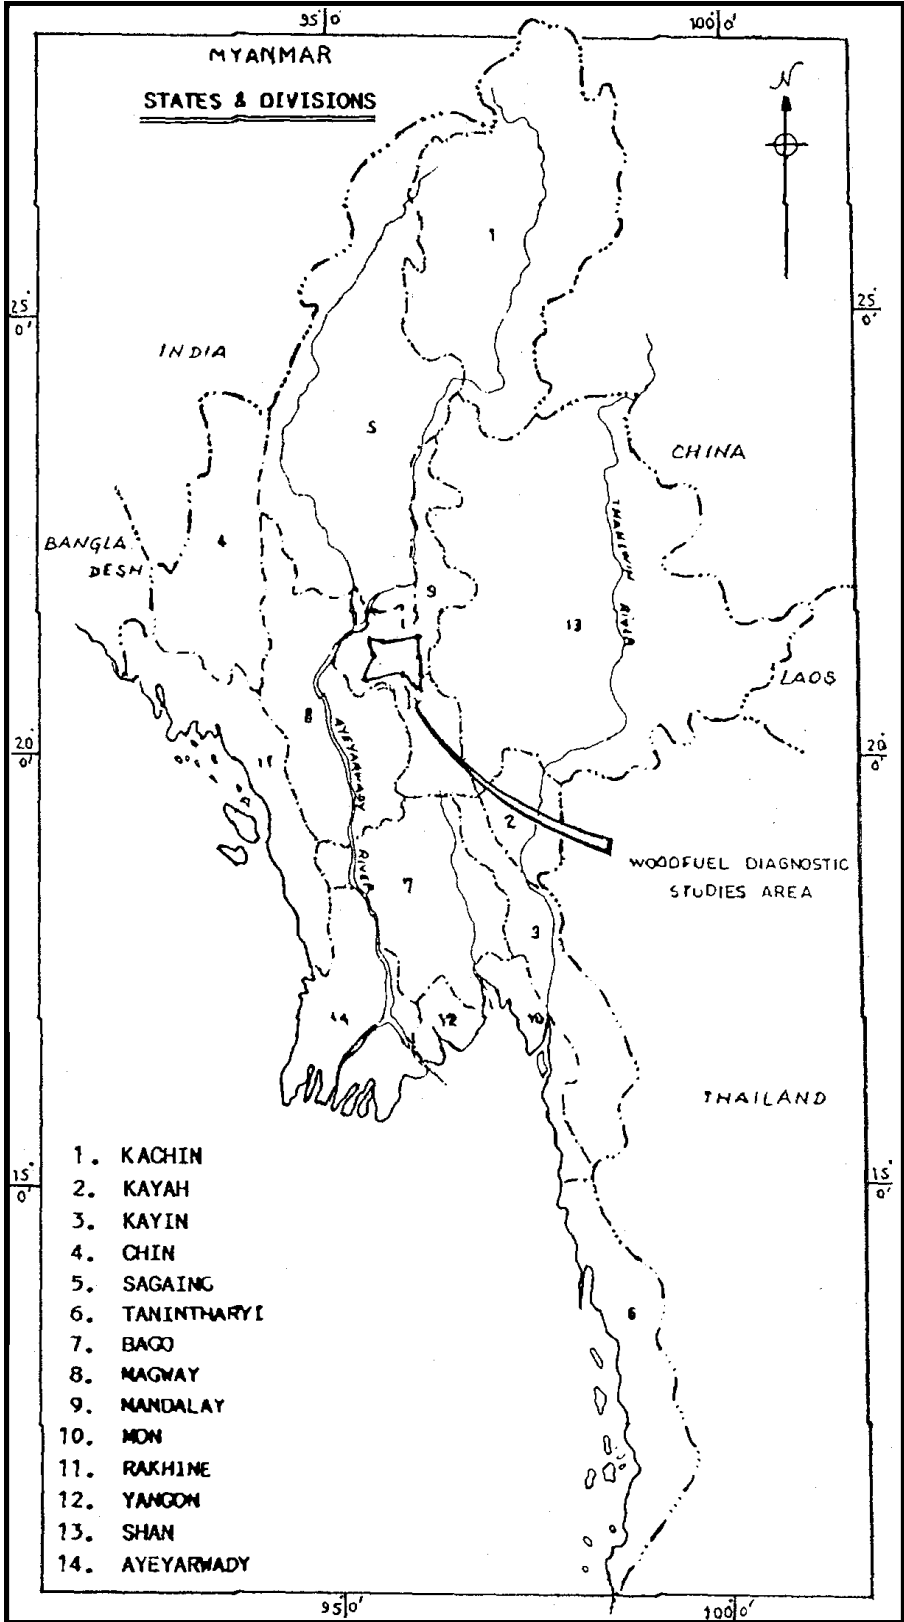 95°0'
100°0'
MYANMAR
STATES & DIVISIONS
N
1
25°
0'
25°
0'
INDIA
5
CHINA
BANGLA
DESH
4
THANLWIN RIVER
9
13
LAOS
8
AYEYARWADY
RIVER
11
20°
0'
20°
0'
2
WOODFUEL DIAGNOSTIC
STUDIES AREA
7
3
14
12
10
THAILAND
15°
0'
15°
0'
6
1. KACHIN
2. KAYAH
3. KAYIN
4. CHIN
5. SAGAING
6. TANINTHARYI
7. BAGO
8. MAGWAY
9. MANDALAY
10. MON
11. RAKHINE
12. YANGON
13. SHAN
14. AYEYARWADY
95°0'
100°0'